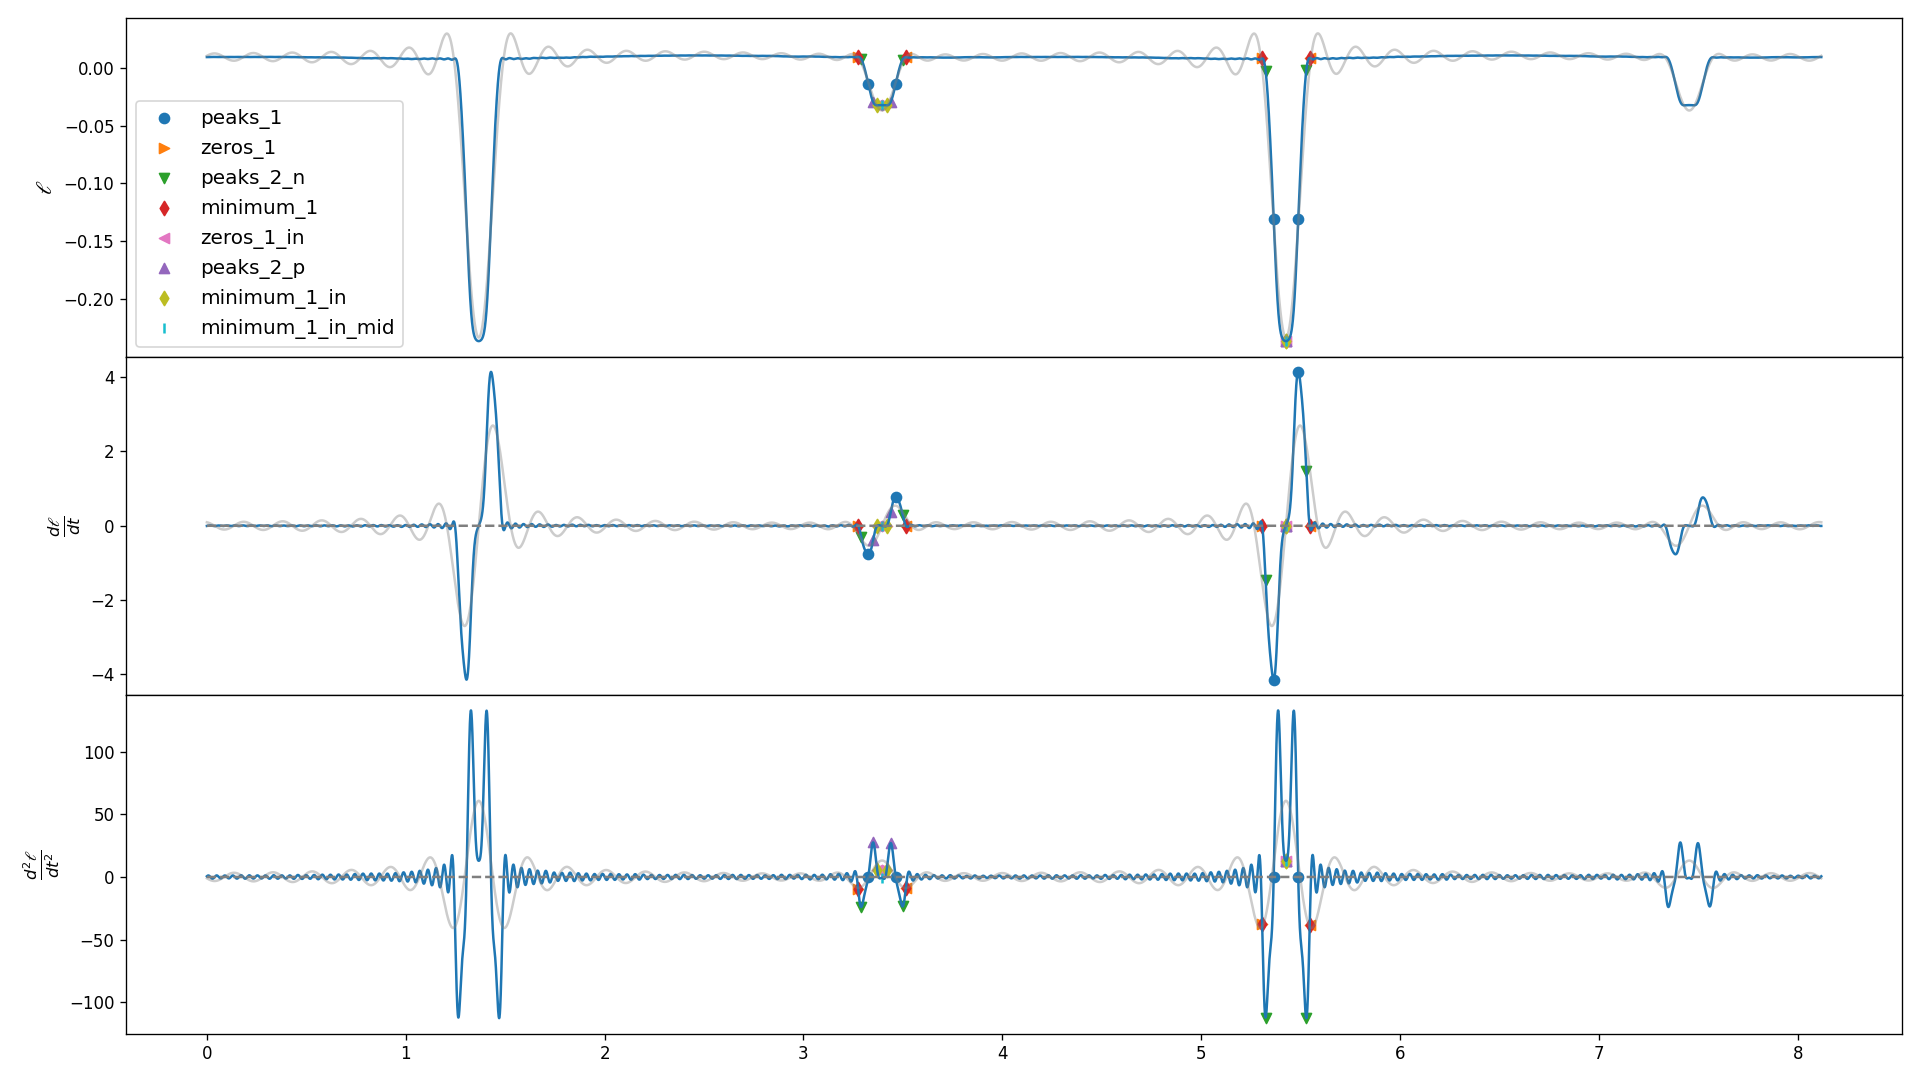 0.00
−0.05
−0.10
−0.15
−0.20
ℓ
peaks_1
zeros_1
peaks_2_n
minimum_1
zeros_1_in
peaks_2_p
minimum_1_in
minimum_1_in_mid
4
2
0
−2
−4
dℓ
dt
100
50
0
−50
−100
d²ℓ
dt²
0 1 2 3 4 5 6 7 8